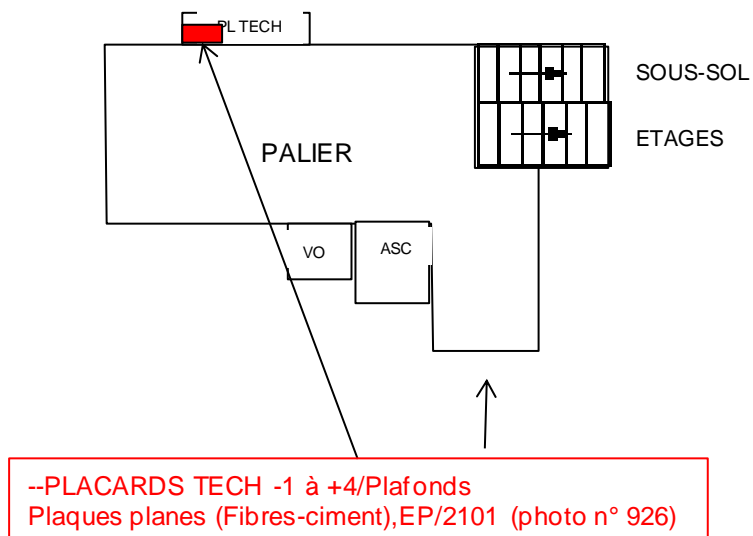 PL TECH
SOUS-SOL
ETAGES
PALIER
VO
ASC
--PLACARDS TECH -1 à +4/Plafonds
Plaques planes (Fibres-ciment),EP/2101 (photo n° 926)